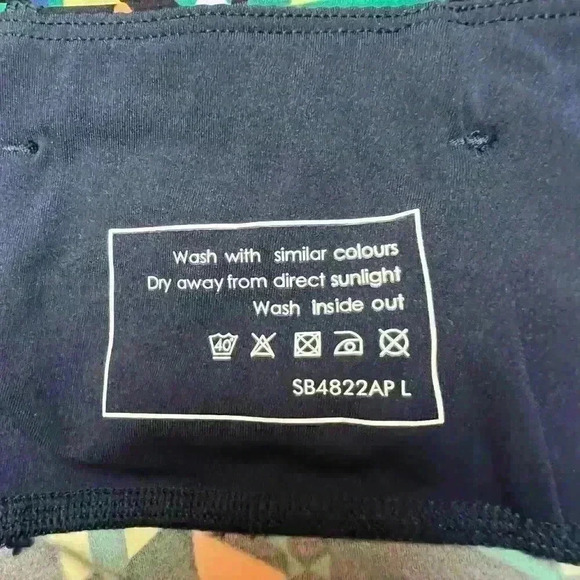 Wash with similar colours
Dry away from direct sunlight
Wash Inside out
40
SB4822AP L